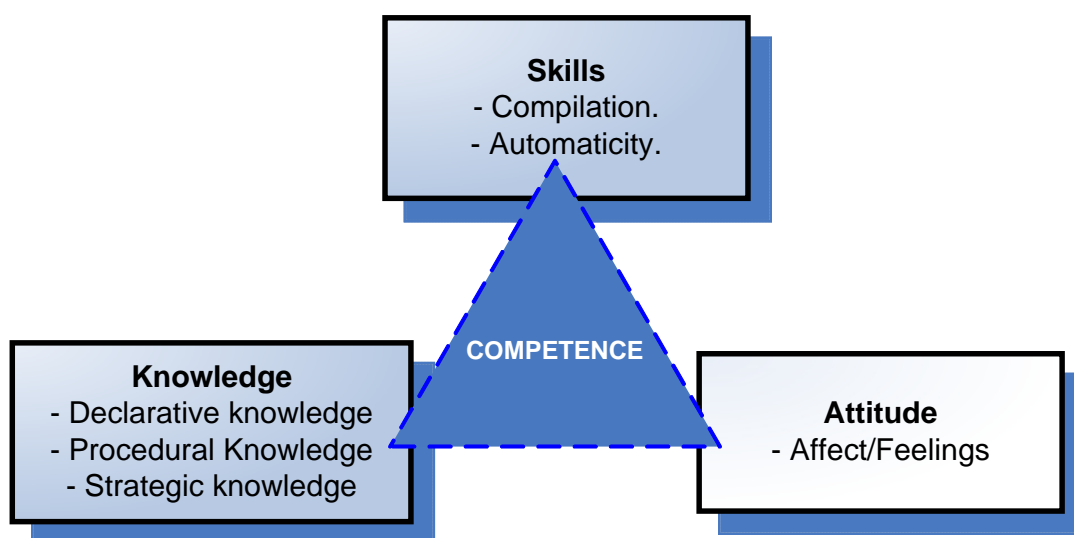 Skills
- Compilation.
- Automaticity.
COMPETENCE
Knowledge
- Declarative knowledge
- Procedural Knowledge
- Strategic knowledge
Attitude
- Affect/Feelings